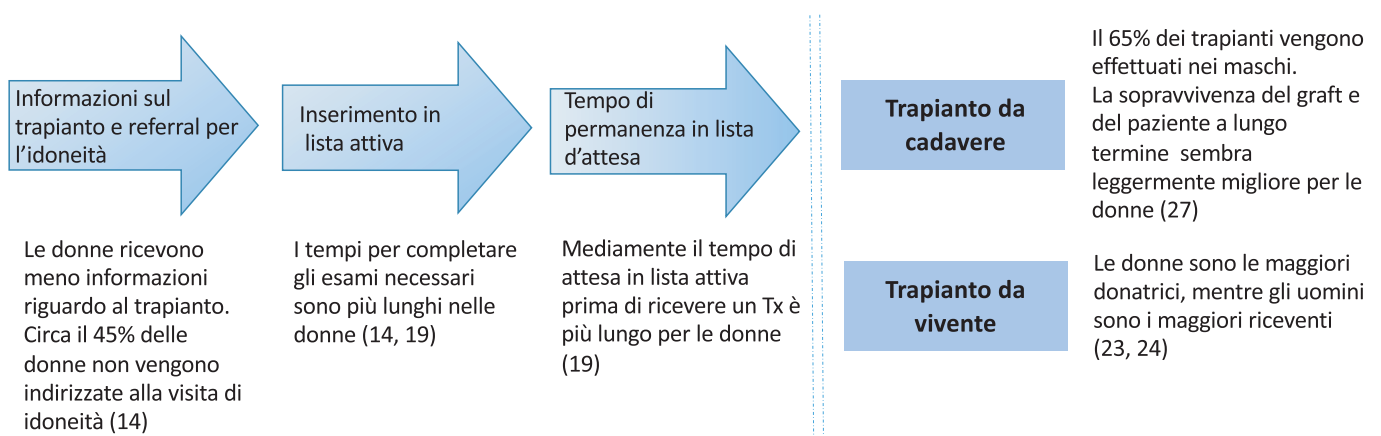 Informazioni sul
trapianto e referral per
l'idoneità
Le donne ricevono
meno informazioni
riguardo al trapianto.
Circa il 45% delle
donne non vengono
indirizzate alla visita di
idoneità (14)
Inserimento in
lista attiva
I tempi per completare
gli esami necessari
sono più lunghi nelle
donne (14, 19)
Tempo di
permanenza in lista
d'attesa
Mediamente il tempo di
attesa in lista attiva
prima di ricevere un Tx è
più lungo per le donne
(19)
Trapianto da
cadavere
Il 65% dei trapianti vengono
effettuati nei maschi.
La sopravvivenza del graft e
del paziente a lungo
termine sembra
leggermente migliore per le
donne (27)
Trapianto da
vivente
Le donne sono le maggiori
donatrici, mentre gli uomini
sono i maggiori riceventi
(23, 24)